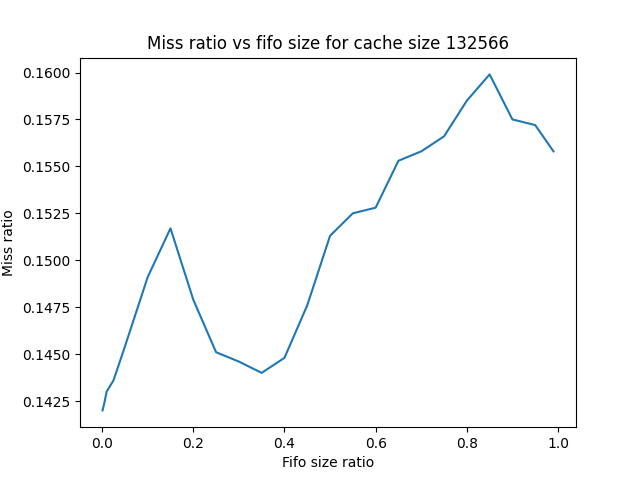 Miss ratio vs fifo size for cache size 132566
0.1600
0.1575
0.1550
0.1525
0.1500
0.1475
0.1450
0.1425
Miss ratio
0.0 0.2 0.4 0.6 0.8 1.0
Fifo size ratio